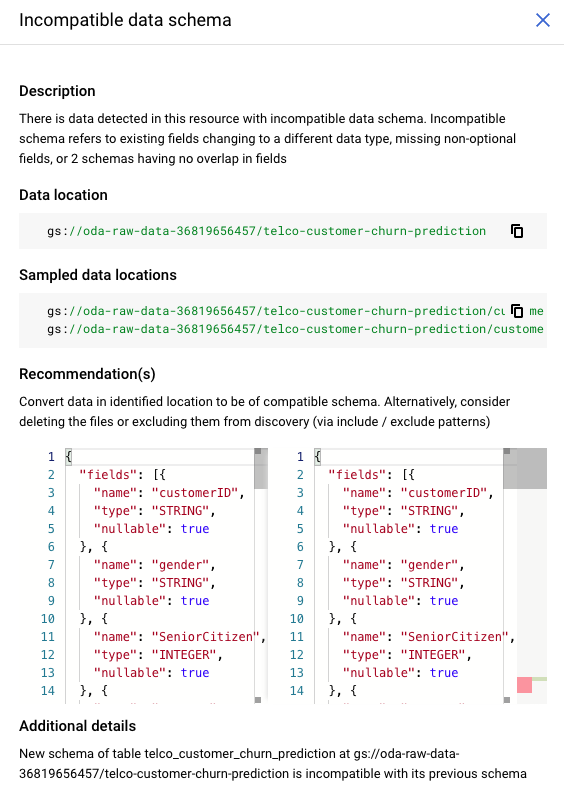 Incompatible data schema
Description
There is data detected in this resource with incompatible data schema. Incompatible
schema refers to existing fields changing to a different data type, missing non-optional
fields, or 2 schemas having no overlap in fields
Data location
gs://oda-raw-data-36819656457/telco-customer-churn-prediction
Sampled data locations
gs://oda-raw-data-36819656457/telco-customer-churn-prediction/cu me
gs://oda-raw-data-36819656457/telco-customer-churn-prediction/custome
Recommendation(s)
Convert data in identified location to be of compatible schema. Alternatively, consider
deleting the files or excluding them from discovery (via include / exclude patterns)
1 {
2 "fields": [{
3 "name": "customerID",
4 "type": "STRING",
5 "nullable": true
6 }, {
7 "name": "gender",
8 "type": "STRING",
9 "nullable": true
10 }, {
11 "name": "SeniorCitizen",
12 "type": "INTEGER",
13 "nullable": true
14 }, {
1 {
2 "fields": [{
3 "name": "customerID",
4 "type": "STRING",
5 "nullable": true
6 }, {
7 "name": "gender",
8 "type": "STRING",
9 "nullable": true
10 }, {
11 "name": "SeniorCitizen",
12 "type": "INTEGER",
13 "nullable": true
14 }, {
Additional details
New schema of table telco_customer_churn_prediction at gs://oda-raw-data-
36819656457/telco-customer-churn-prediction is incompatible with its previous schema